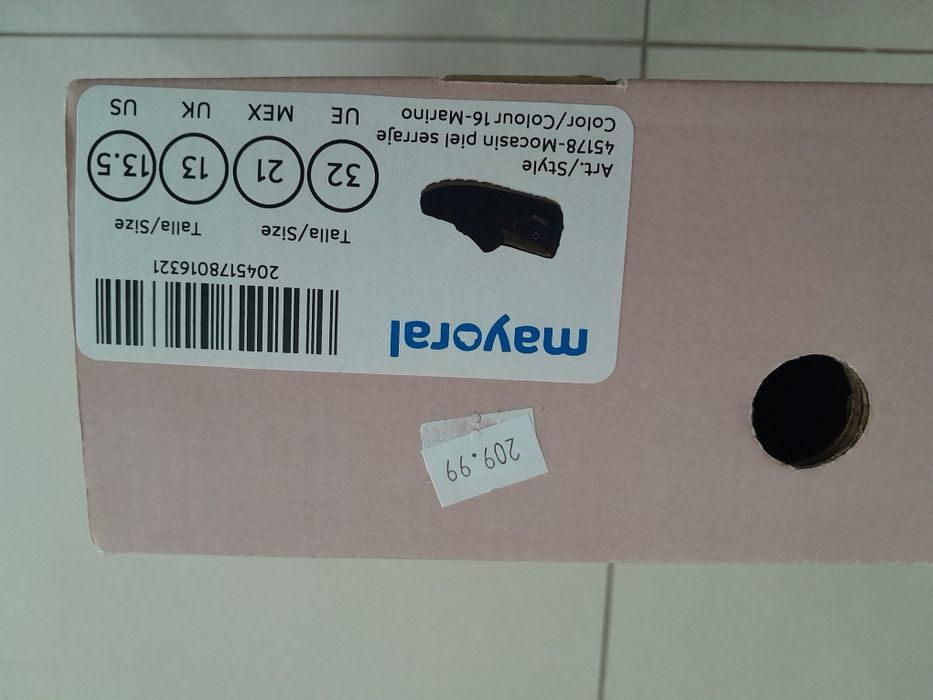 209.99
mayoral
Art./Style
45178-Mocasin piel serraje
Color/Colour 16-Marino
2045178016321
Talla/Size Talla/Size
32 21 13 13.5
UE MEX UK US